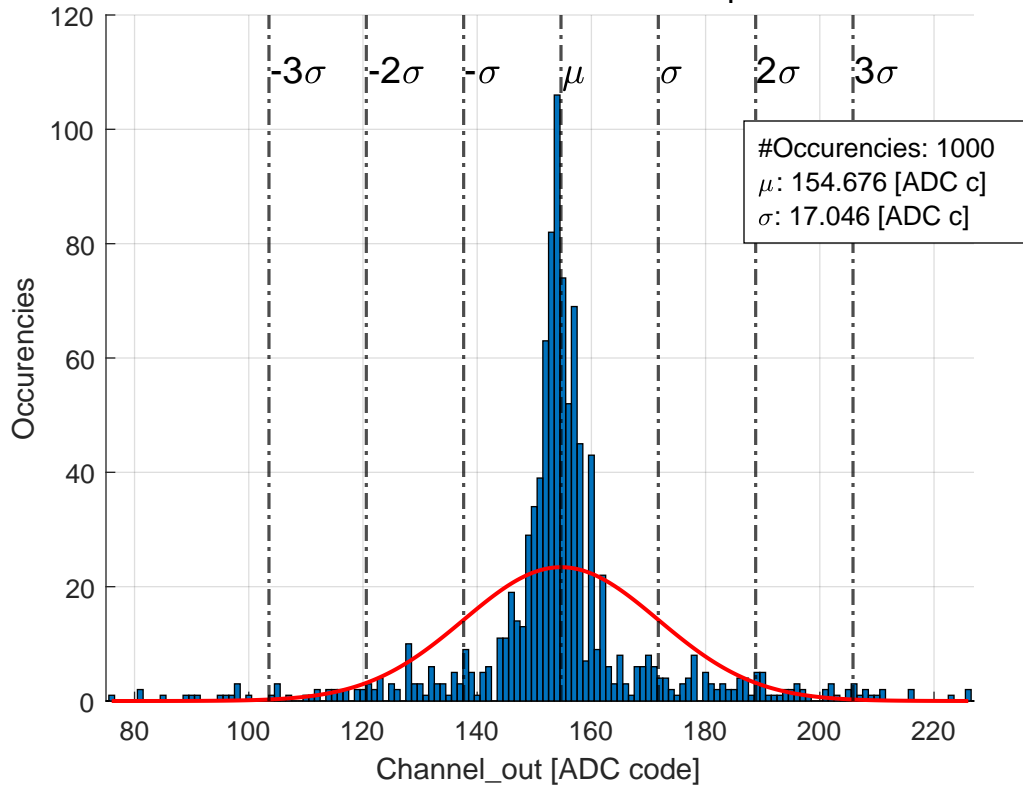 120
100
80
60
40
20
0
Occurencies
-3σ -2σ -σ μ σ 2σ 3σ
#Occurencies: 1000
μ: 154.676 [ADC c]
σ: 17.046 [ADC c]
80 100 120 140 160 180 200 220
Channel_out [ADC code]